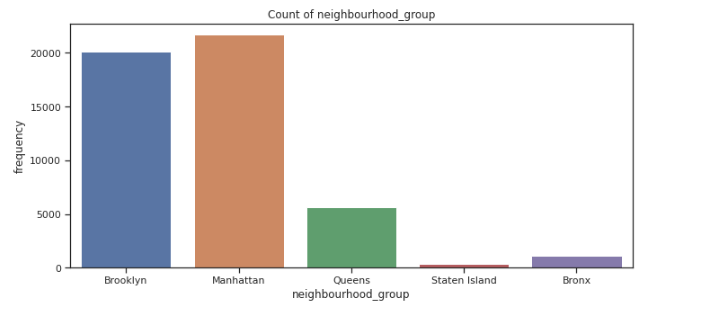 Count of neighbourhood_group
20000
15000
10000
5000
0
frequency
Brooklyn Manhattan Queens Staten Island Bronx
neighbourhood_group